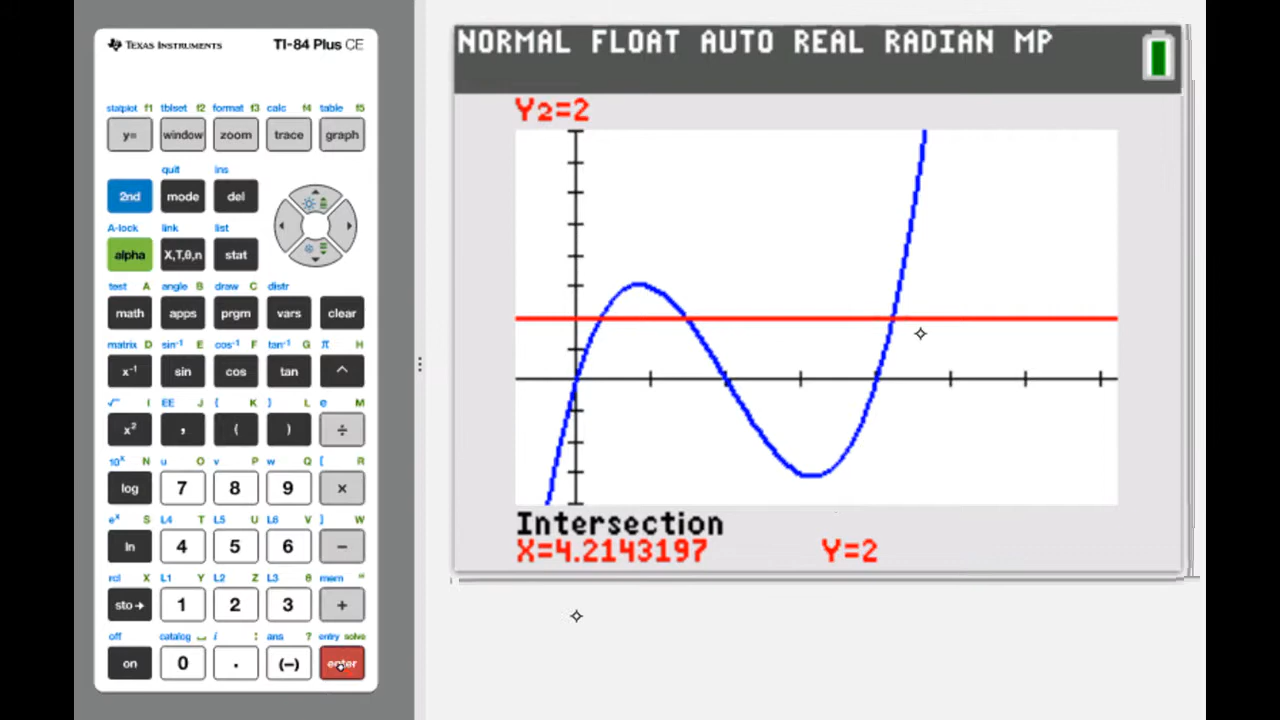 TEXAS INSTRUMENTS TI-84 Plus CE
statplot f1 tblset f2 format f3 calc f4 table f5
y= window zoom trace graph
quit ins
2nd mode del
A-lock link list
alpha X,T,θ,n stat
test A angle B draw C distr
math apps prgm vars clear
matrix D sin⁻¹ E cos⁻¹ F tan⁻¹ G π H
x⁻¹ sin cos tan ^
√ I EE J { K } L e M
x² , ( ) ÷
10ˣ N u O v P w Q [ R
log 7 8 9 ×
eˣ S L4 T L5 U L6 V ] W
ln 4 5 6 −
rcl X L1 Y L2 Z L3 θ mem "
sto→ 1 2 3 +
off catalog ⎵ i : ans ? entry solve
on 0 . (−) enter
NORMAL FLOAT AUTO REAL RADIAN MP
Y2=2
Intersection
X=4.2143197 Y=2